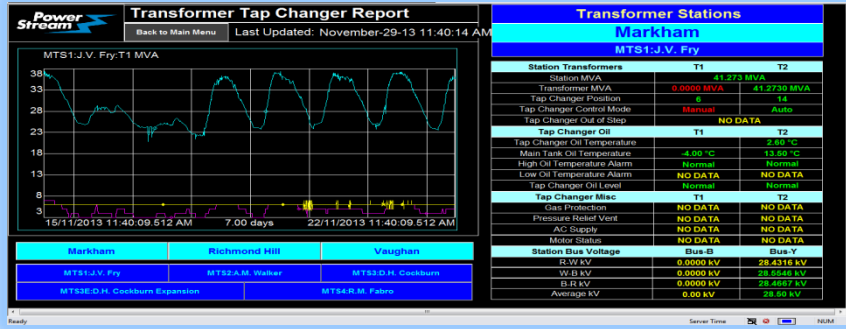 Power Stream
Transformer Tap Changer Report
Back to Main Menu
Last Updated: November-29-13 11:40:14 AM
MTS1:J.V. Fry:T1 MVA
38
33
28
23
18
13
8
3
15/11/2013 11:40:09.512 AM 7.00 days 22/11/2013 11:40:09.512 AM
Markham Richmond Hill Vaughan
MTS1:J.V. Fry MTS2:A.M. Walker MTS3:D.H. Cockburn
MTS3E:D.H. Cockburn Expansion MTS4:R.M. Fabro
Transformer Stations
Markham
MTS1:J.V. Fry
Station Transformers T1 T2
Station MVA 41.273 MVA
Transformer MVA 0.0000 MVA 41.2730 MVA
Tap Changer Position 6 14
Tap Changer Control Mode Manual Auto
Tap Changer Out of Step NO DATA
Tap Changer Oil T1 T2
Tap Changer Oil Temperature 2.60 °C
Main Tank Oil Temperature -4.00 °C 13.50 °C
High Oil Temperature Alarm Normal Normal
Low Oil Temperature Alarm NO DATA NO DATA
Tap Changer Oil Level Normal Normal
Tap Changer Misc T1 T2
Gas Protection NO DATA NO DATA
Pressure Relief Vent NO DATA NO DATA
AC Supply NO DATA NO DATA
Motor Status NO DATA NO DATA
Station Bus Voltage Bus-B Bus-Y
R-W kV 0.0000 kV 28.4316 kV
W-B kV 0.0000 kV 28.5546 kV
B-R kV 0.0000 kV 28.4667 kV
Average kV 0.00 kV 28.50 kV
Ready Server Time NUM